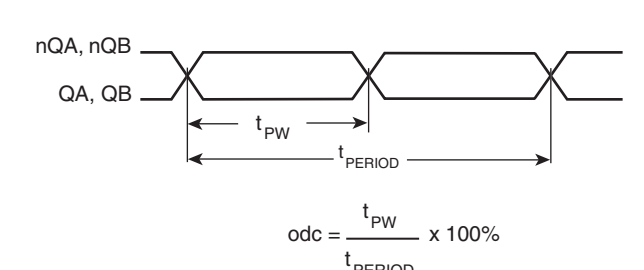 nQA, nQB
QA, QB
tPW
tPERIOD
odc = tPW / tPERIOD x 100%